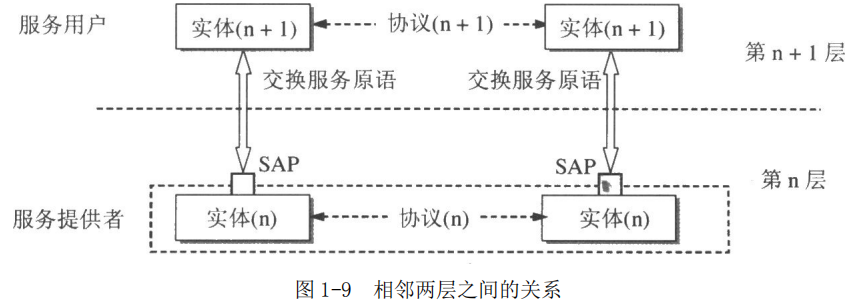 服务用户 实体(n + 1) 协议(n + 1) 实体(n + 1)
第 n + 1 层
交换服务原语 交换服务原语
SAP SAP
第 n 层
服务提供者 实体(n) 协议(n) 实体(n)
图 1-9 相邻两层之间的关系